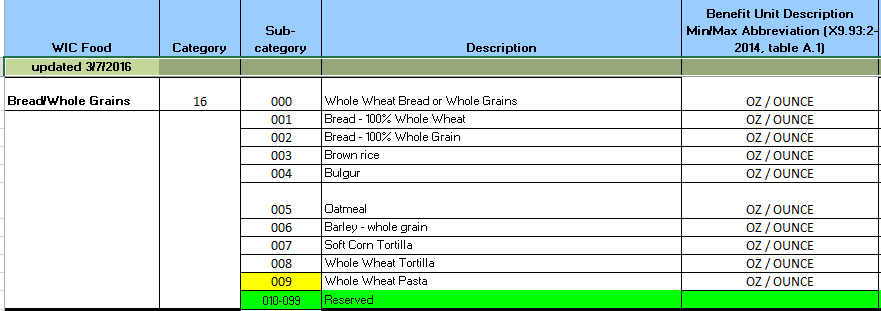 WIC Food Category Sub-category Description Benefit Unit Description Min/Max Abbreviation (X9.93:2-2014, table A.1)
updated 3/7/2016
Bread/Whole Grains 16 000 Whole Wheat Bread or Whole Grains OZ / OUNCE
001 Bread - 100% Whole Wheat OZ / OUNCE
002 Bread - 100% Whole Grain OZ / OUNCE
003 Brown rice OZ / OUNCE
004 Bulgur OZ / OUNCE
005 Oatmeal OZ / OUNCE
006 Barley - whole grain OZ / OUNCE
007 Soft Corn Tortilla OZ / OUNCE
008 Whole Wheat Tortilla OZ / OUNCE
009 Whole Wheat Pasta OZ / OUNCE
010-099 Reserved